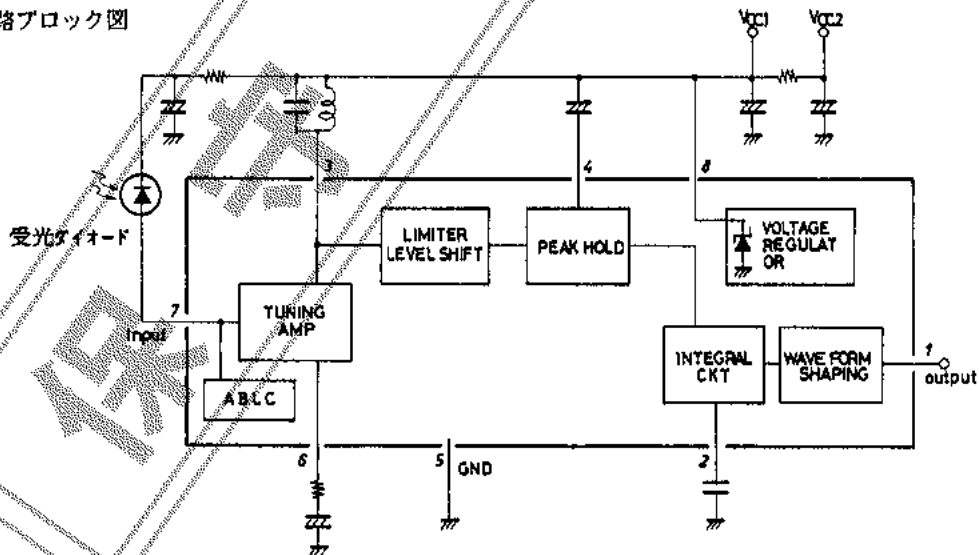 路ブロック図
VCC1
VCC2
3
4
8
受光ダイオード
LIMITER
LEVEL SHIFT
PEAK HOLD
VOLTAGE
REGULAT
OR
7
Input
TUNING
AMP
A B L C
INTEGRAL
CKT
WAVE FORM
SHAPING
1
output
6
5
GND
2
保守